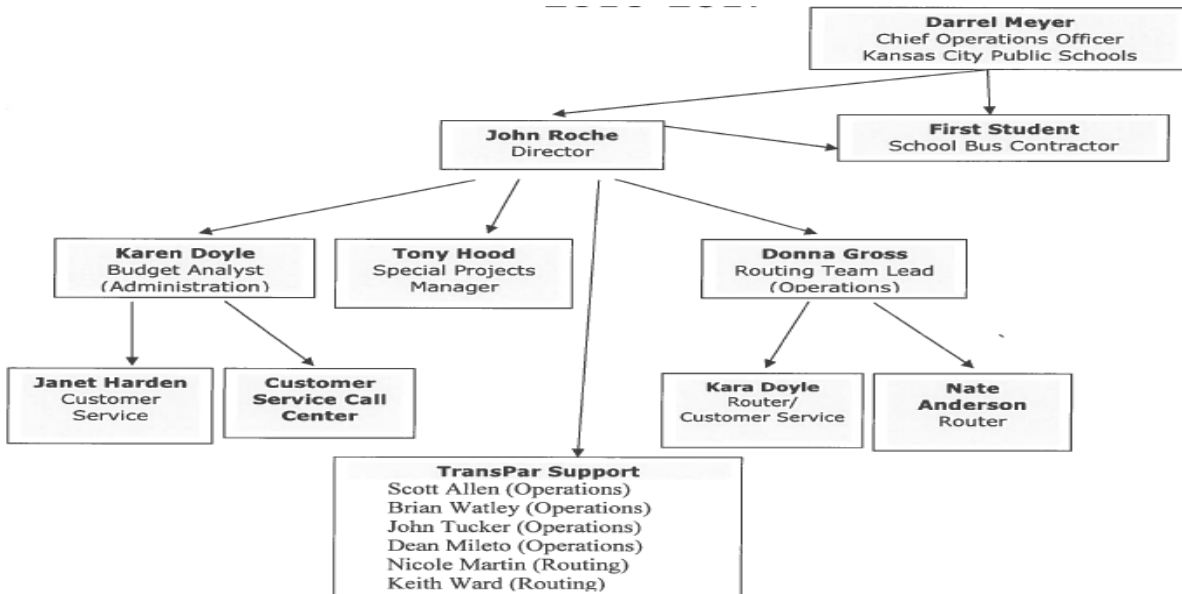 Darrel Meyer
Chief Operations Officer
Kansas City Public Schools
John Roche
Director
First Student
School Bus Contractor
Karen Doyle
Budget Analyst
(Administration)
Tony Hood
Special Projects
Manager
Donna Gross
Routing Team Lead
(Operations)
Janet Harden
Customer
Service
Customer
Service Call
Center
Kara Doyle
Router/
Customer Service
Nate
Anderson
Router
TransPar Support
Scott Allen (Operations)
Brian Watley (Operations)
John Tucker (Operations)
Dean Mileto (Operations)
Nicole Martin (Routing)
Keith Ward (Routing)